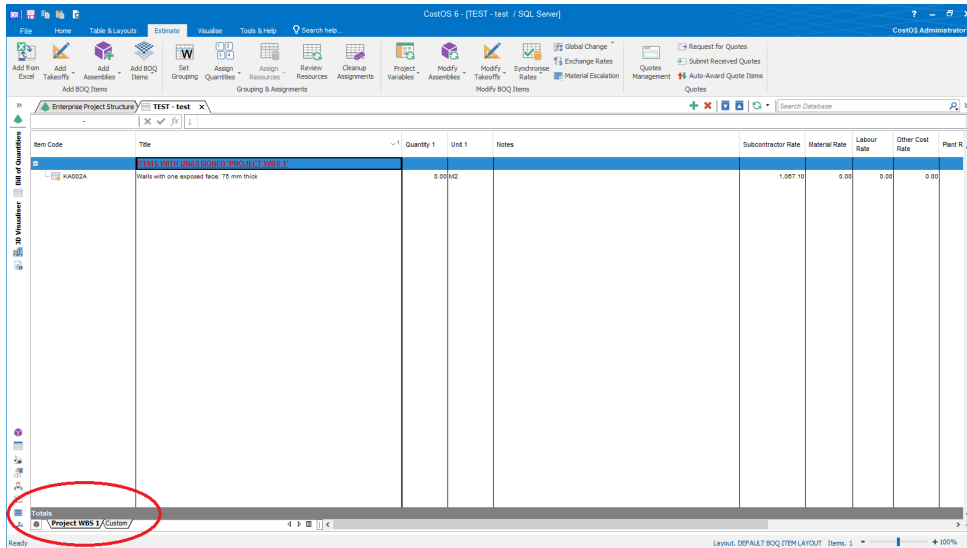 CostOS 6 - [TEST - test / SQL Server]
File Home Table & Layouts Estimate Visualise Tools & Help Search help... CostOS Administrator
Add from Excel
Add Takeoffs
Add Assemblies
Add BOQ Items
Set Grouping
Assign Quantities
Assign Resources
Review Resources
Cleanup Assignments
Project Variables
Modify Assemblies
Modify Takeoffs
Synchronise Rates
Global Change
Exchange Rates
Material Escalation
Quotes Management
Request for Quotes
Submit Received Quotes
Auto-Award Quote Items
Add BOQ Items Grouping & Assignments Modify BOQ Items Quotes
Enterprise Project Structure TEST - test x Search Database
- fx 1
Bill of Quantities
3D Visualiser
Item Code Title 1 Quantity 1 Unit 1 Notes Subcontractor Rate Material Rate Labour Rate Other Cost Rate Plant R
ITEMS WITH UNASSIGNED 'PROJECT WBS 1'
KA002A Walls with one exposed face: 75 mm thick 0.00 M2 1,067.10 0.00 0.00 0.00
Totals
Project WBS 1 Custom
Ready Layout. DEFAULT BOQ ITEM LAYOUT Items. 1 - + 100%